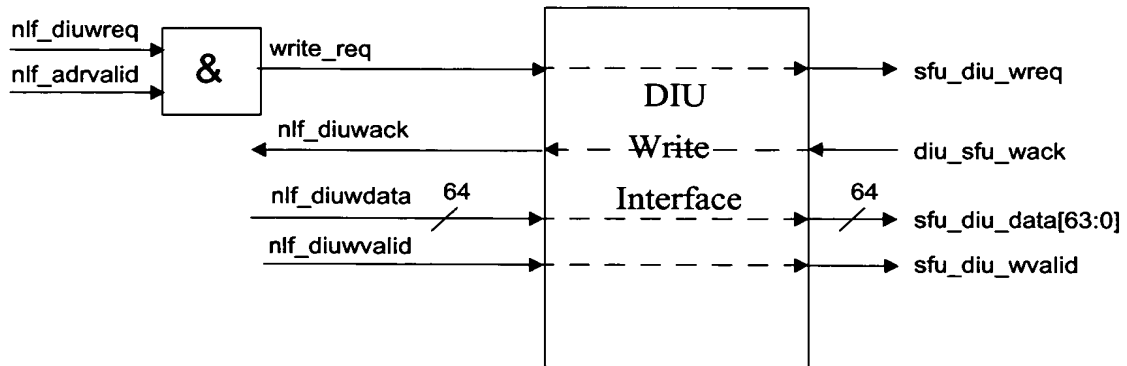 nlf_diuwreq
nlf_adrvalid
&
write_req
sfu_diu_wreq
DIU
nlf_diuwack
Write
diu_sfu_wack
nlf_diuwdata
64
Interface
64
sfu_diu_data[63:0]
nlf_diuwvalid
sfu_diu_wvalid